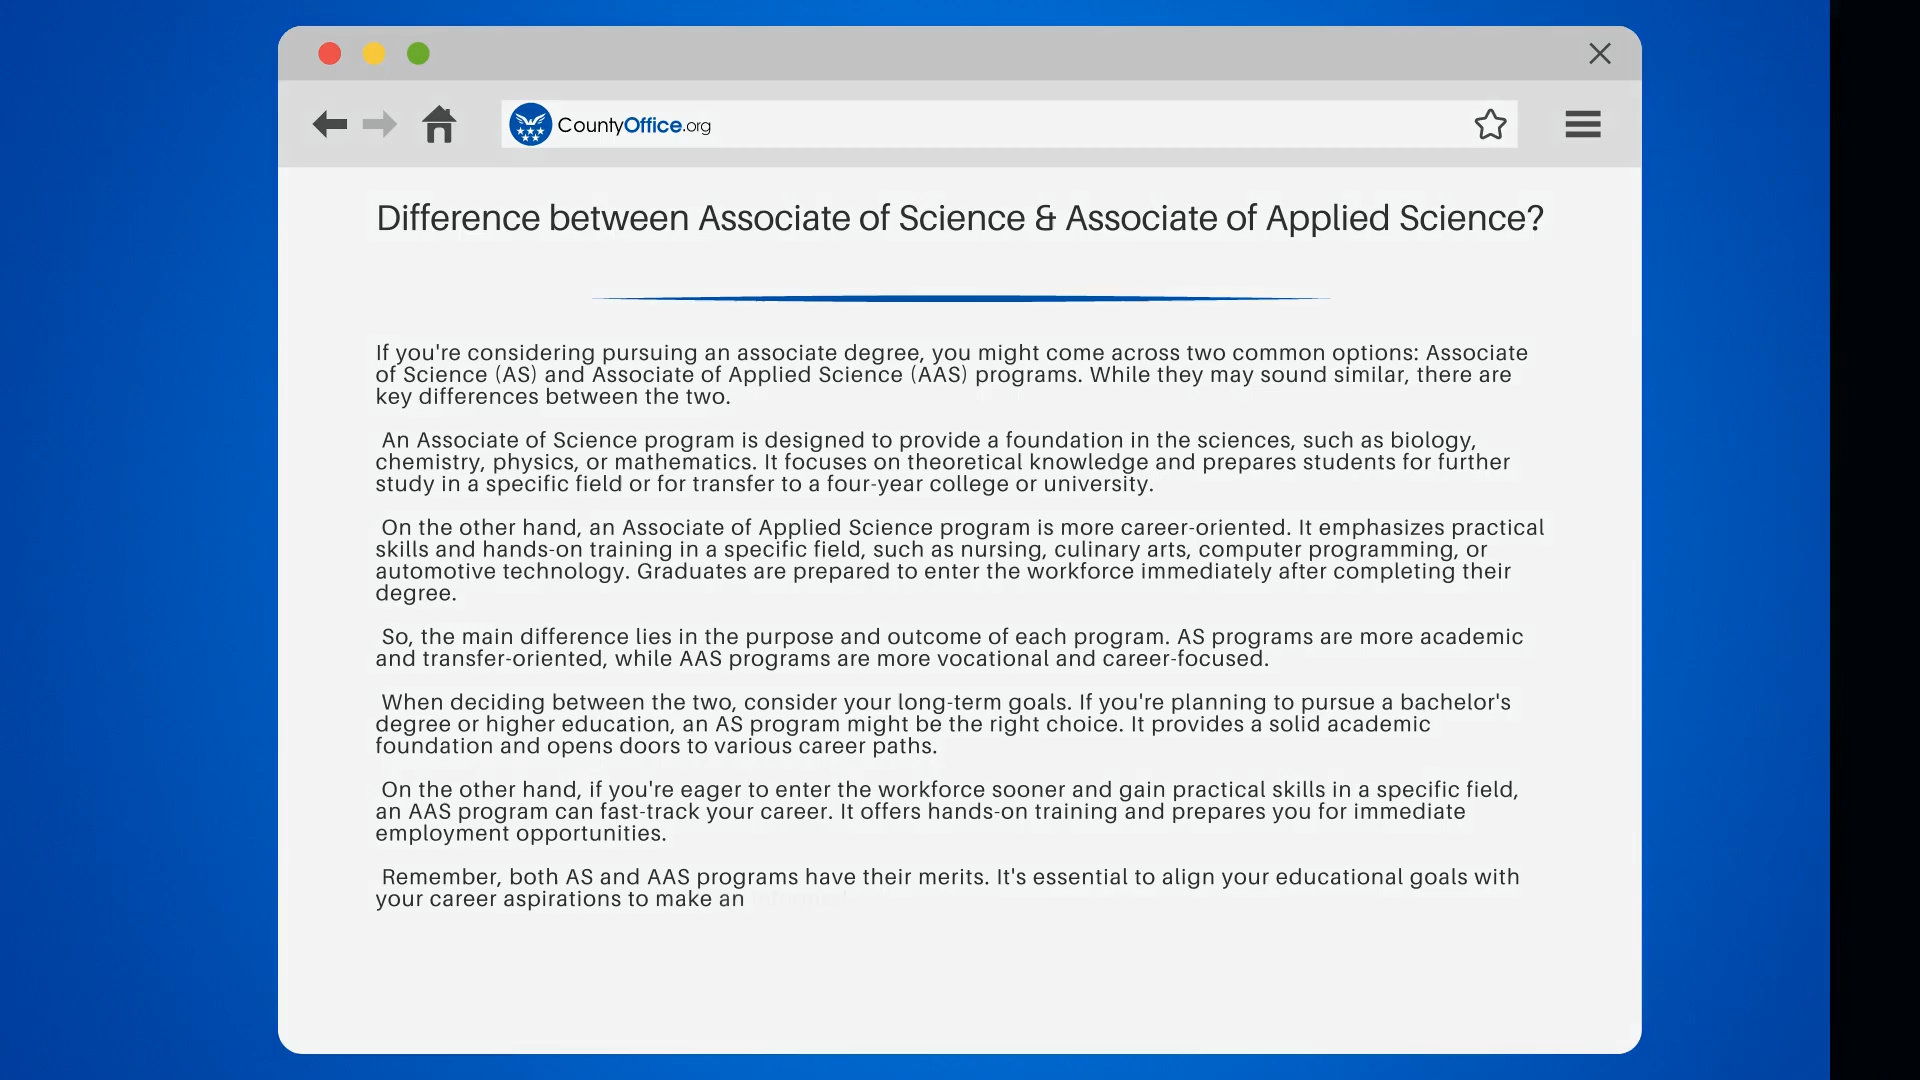 CountyOffice.org
Difference between Associate of Science & Associate of Applied Science?
If you're considering pursuing an associate degree, you might come across two common options: Associate
of Science (AS) and Associate of Applied Science (AAS) programs. While they may sound similar, there are
key differences between the two.
An Associate of Science program is designed to provide a foundation in the sciences, such as biology,
chemistry, physics, or mathematics. It focuses on theoretical knowledge and prepares students for further
study in a specific field or for transfer to a four-year college or university.
On the other hand, an Associate of Applied Science program is more career-oriented. It emphasizes practical
skills and hands-on training in a specific field, such as nursing, culinary arts, computer programming, or
automotive technology. Graduates are prepared to enter the workforce immediately after completing their
degree.
So, the main difference lies in the purpose and outcome of each program. AS programs are more academic
and transfer-oriented, while AAS programs are more vocational and career-focused.
When deciding between the two, consider your long-term goals. If you're planning to pursue a bachelor's
degree or higher education, an AS program might be the right choice. It provides a solid academic
foundation and opens doors to various career paths.
On the other hand, if you're eager to enter the workforce sooner and gain practical skills in a specific field,
an AAS program can fast-track your career. It offers hands-on training and prepares you for immediate
employment opportunities.
Remember, both AS and AAS programs have their merits. It's essential to align your educational goals with
your career aspirations to make an